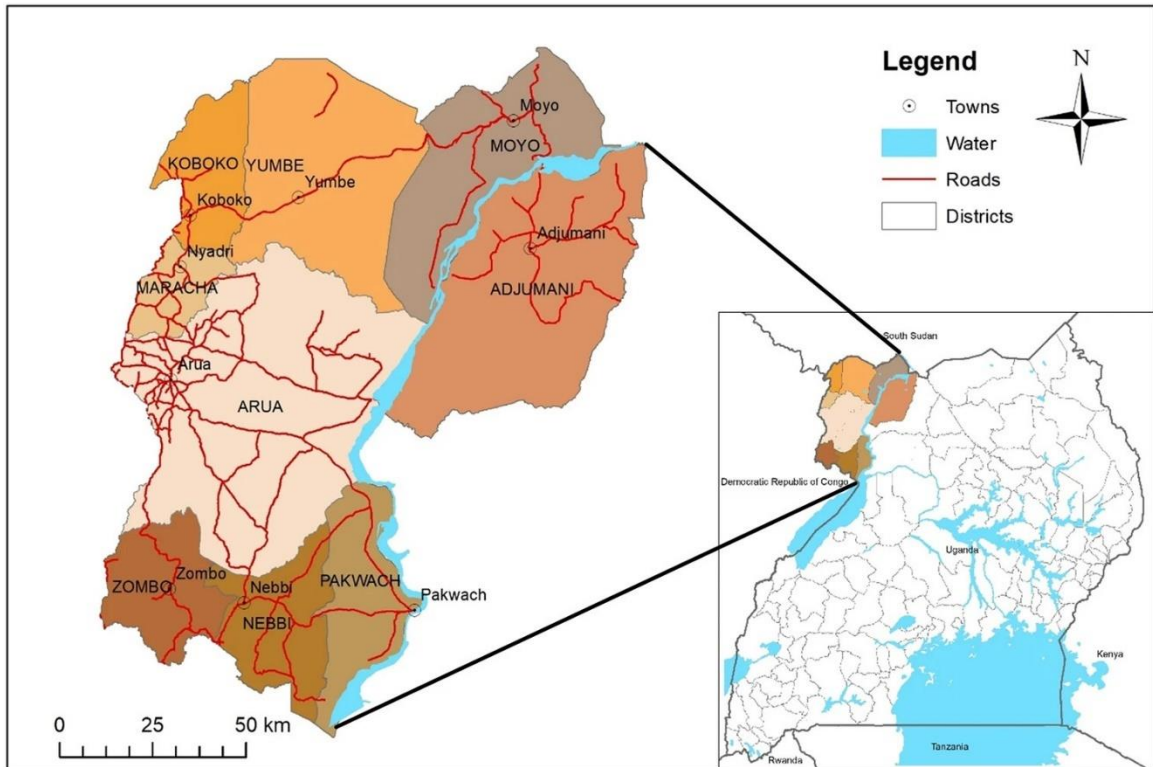 Legend
N
Towns
Water
Roads
Districts
Moyo
MOYO
KOBOKO
YUMBE
Yumbe
Koboko
Nyadri
MARACHA
Adjumani
ADJUMANI
Arua
ARUA
ZOMBO
Zombo
Nebbi
NEBBI
PAKWACH
Pakwach
0 25 50 km
South Sudan
Democratic Republic of Congo
Uganda
Kenya
Tanzania
Rwanda